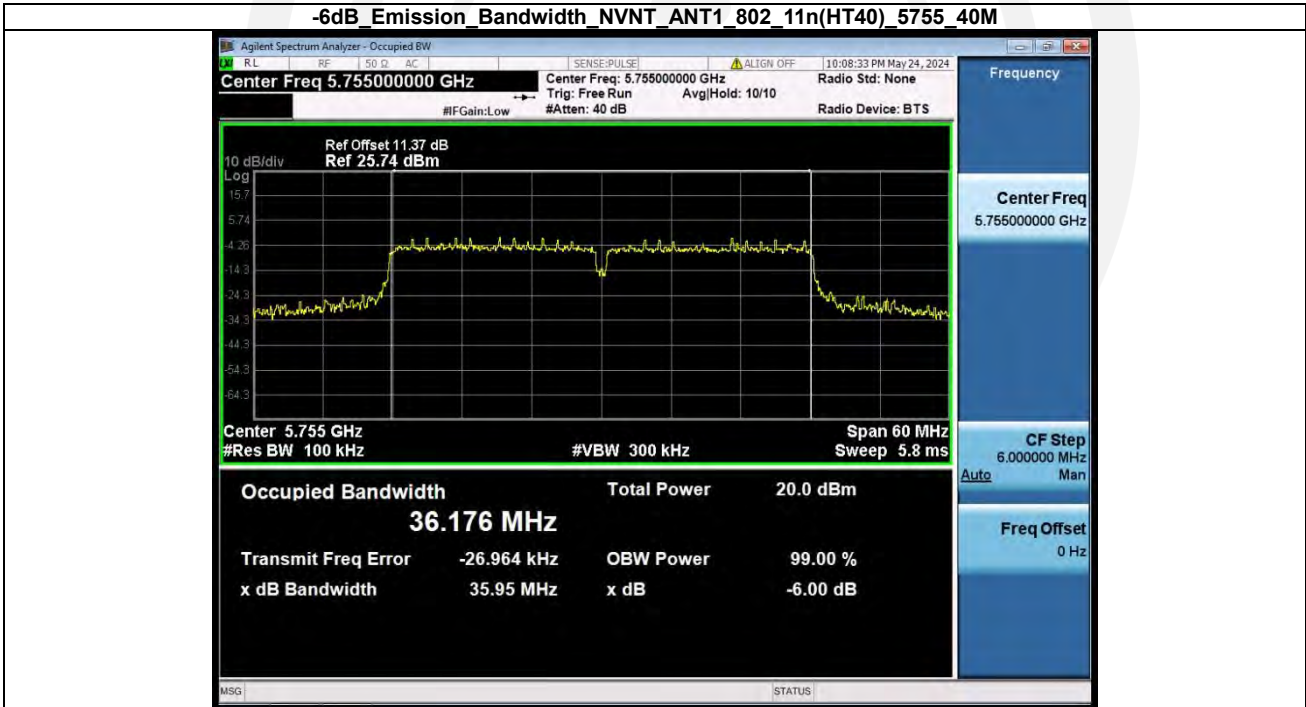 -6dB_Emission_Bandwidth_NVNT_ANT1_802_11n(HT40)_5755_40M
Agilent Spectrum Analyzer - Occupied BW
RL RF 50 Ω AC SENSE:PULSE ALIGN OFF 10:08:33 PM May 24, 2024
Center Freq 5.755000000 GHz Center Freq: 5.755000000 GHz Radio Std: None
Trig: Free Run Avg|Hold: 10/10
#IFGain:Low #Atten: 40 dB Radio Device: BTS
Ref Offset 11.37 dB
10 dB/div Ref 25.74 dBm
Log
15.7
5.74
-4.26
-14.3
-24.3
-34.3
-44.3
-54.3
-64.3
Center 5.755 GHz Span 60 MHz
#Res BW 100 kHz #VBW 300 kHz Sweep 5.8 ms
Occupied Bandwidth Total Power 20.0 dBm
36.176 MHz
Transmit Freq Error -26.964 kHz OBW Power 99.00 %
x dB Bandwidth 35.95 MHz x dB -6.00 dB
MSG STATUS
Frequency
Center Freq
5.755000000 GHz
CF Step
6.000000 MHz
Auto Man
Freq Offset
0 Hz